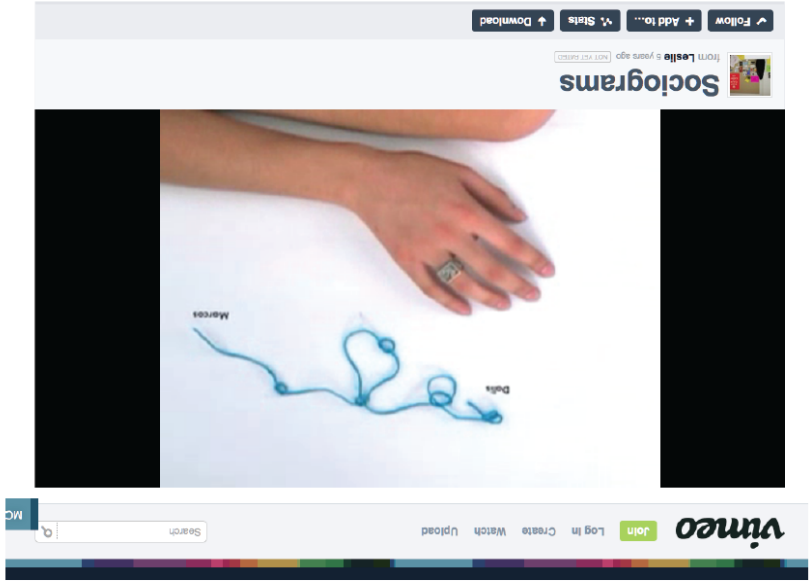 vimeo Join Log In Create Watch Upload Search
Dalis
Marcos
Sociograms
from Leslie 5 years ago NOT YET RATED
Follow + Add to... Stats Download